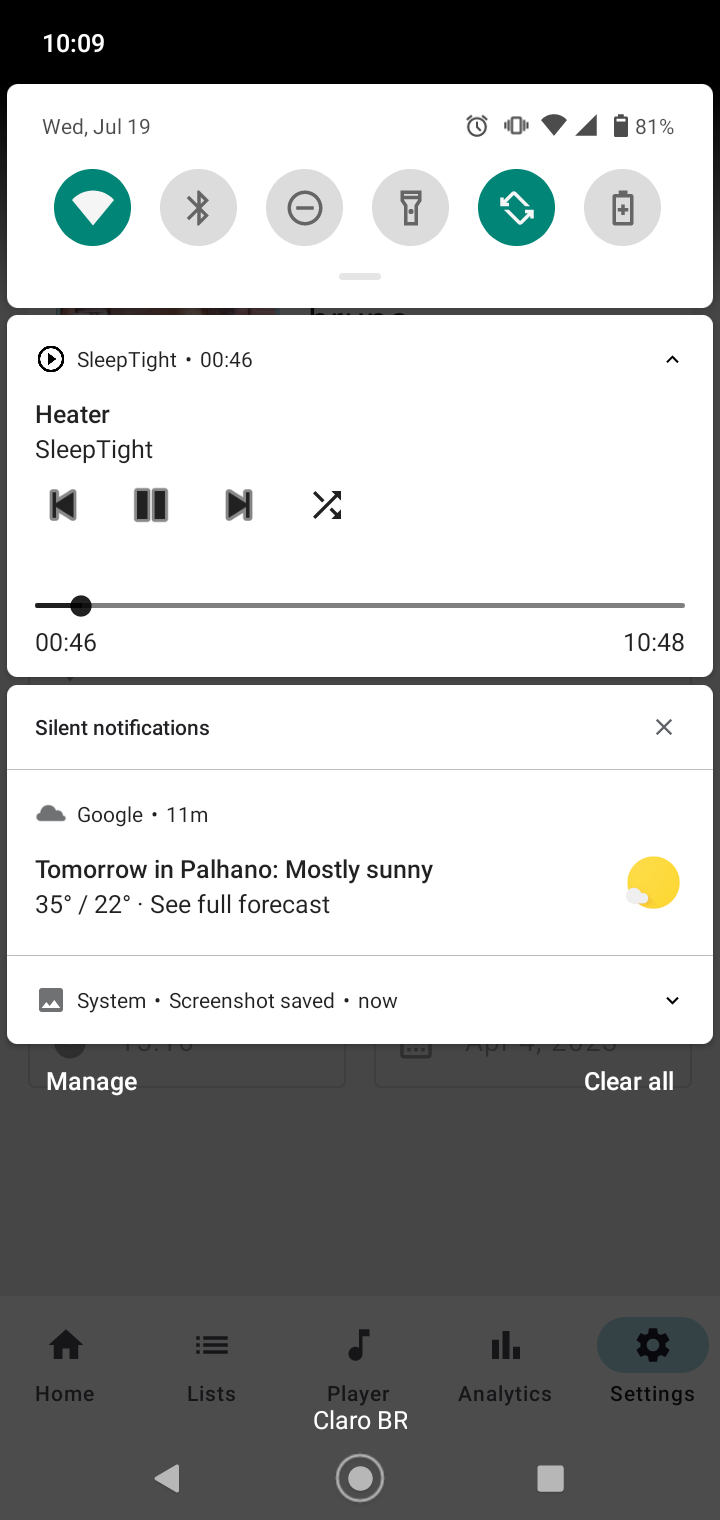 10:09
Wed, Jul 19
81%
SleepTight • 00:46
Heater
SleepTight
00:46
10:48
Silent notifications
Google • 11m
Tomorrow in Palhano: Mostly sunny
35° / 22° · See full forecast
System • Screenshot saved • now
Manage
Clear all
Home
Lists
Player
Analytics
Settings
Claro BR